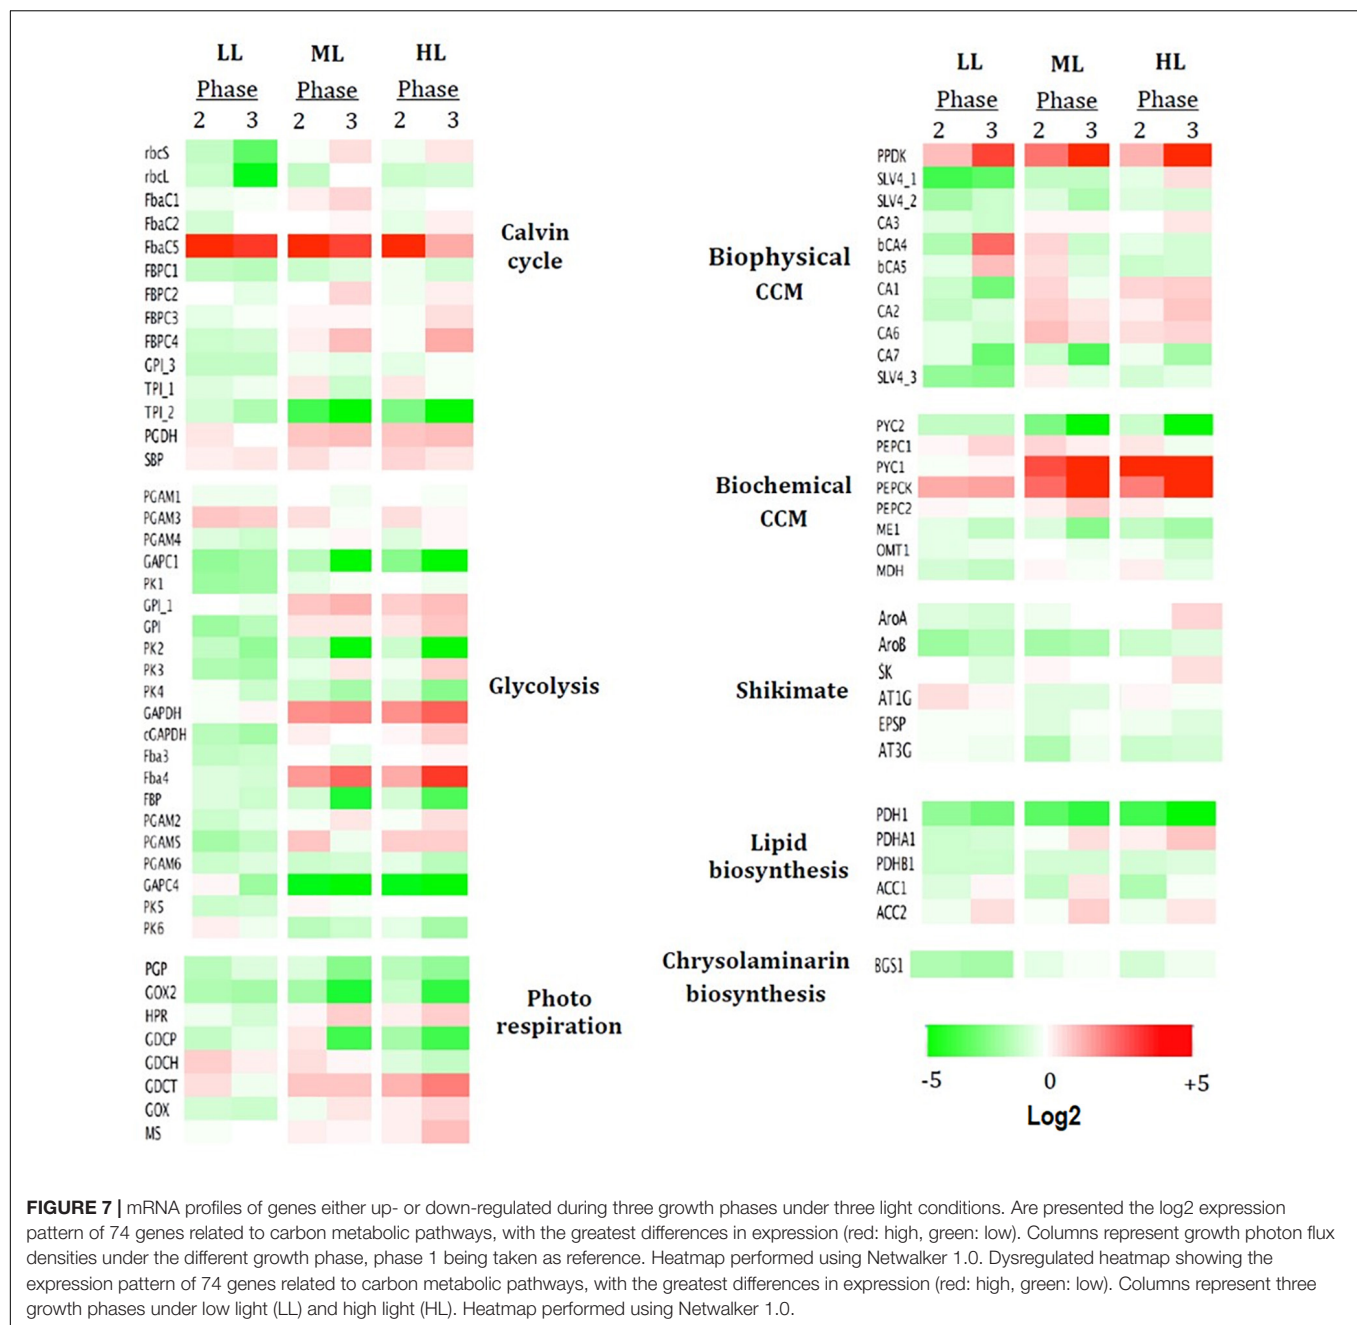 LL ML HL
Phase Phase Phase
2 3 2 3 2 3
rbcS
rbcL
FbaC1
FbaC2
FbaC5
FBPC1
FBPC2
FBPC3
FBPC4
GPI_3
TPI_1
TPI_2
PGDH
SBP
Calvin
cycle
PGAM1
PGAM3
PGAM4
GAPC1
PK1
GPI_1
GPI
PK2
PK3
PK4
GAPDH
cGAPDH
Fba3
Fba4
FBP
PGAM2
PGAM5
PGAM6
GAPC4
PK5
PK6
Glycolysis
PGP
GOX2
HPR
GDCP
GDCH
GDCT
GOX
MS
Photo
respiration
LL ML HL
Phase Phase Phase
2 3 2 3 2 3
PPDK
SLV4_1
SLV4_2
CA3
bCA4
bCA5
CA1
CA2
CA6
CA7
SLV4_3
Biophysical
CCM
PYC2
PEPC1
PYC1
PEPCK
PEPC2
ME1
OMT1
MDH
Biochemical
CCM
AroA
AroB
SK
AT1G
EPSP
AT3G
Shikimate
PDH1
PDHA1
PDHB1
ACC1
ACC2
Lipid
biosynthesis
BGS1
Chrysolaminarin
biosynthesis
-5 0 +5
Log2
FIGURE 7 | mRNA profiles of genes either up- or down-regulated during three growth phases under three light conditions. Are presented the log2 expression
pattern of 74 genes related to carbon metabolic pathways, with the greatest differences in expression (red: high, green: low). Columns represent growth photon flux
densities under the different growth phase, phase 1 being taken as reference. Heatmap performed using Netwalker 1.0. Dysregulated heatmap showing the
expression pattern of 74 genes related to carbon metabolic pathways, with the greatest differences in expression (red: high, green: low). Columns represent three
growth phases under low light (LL) and high light (HL). Heatmap performed using Netwalker 1.0.